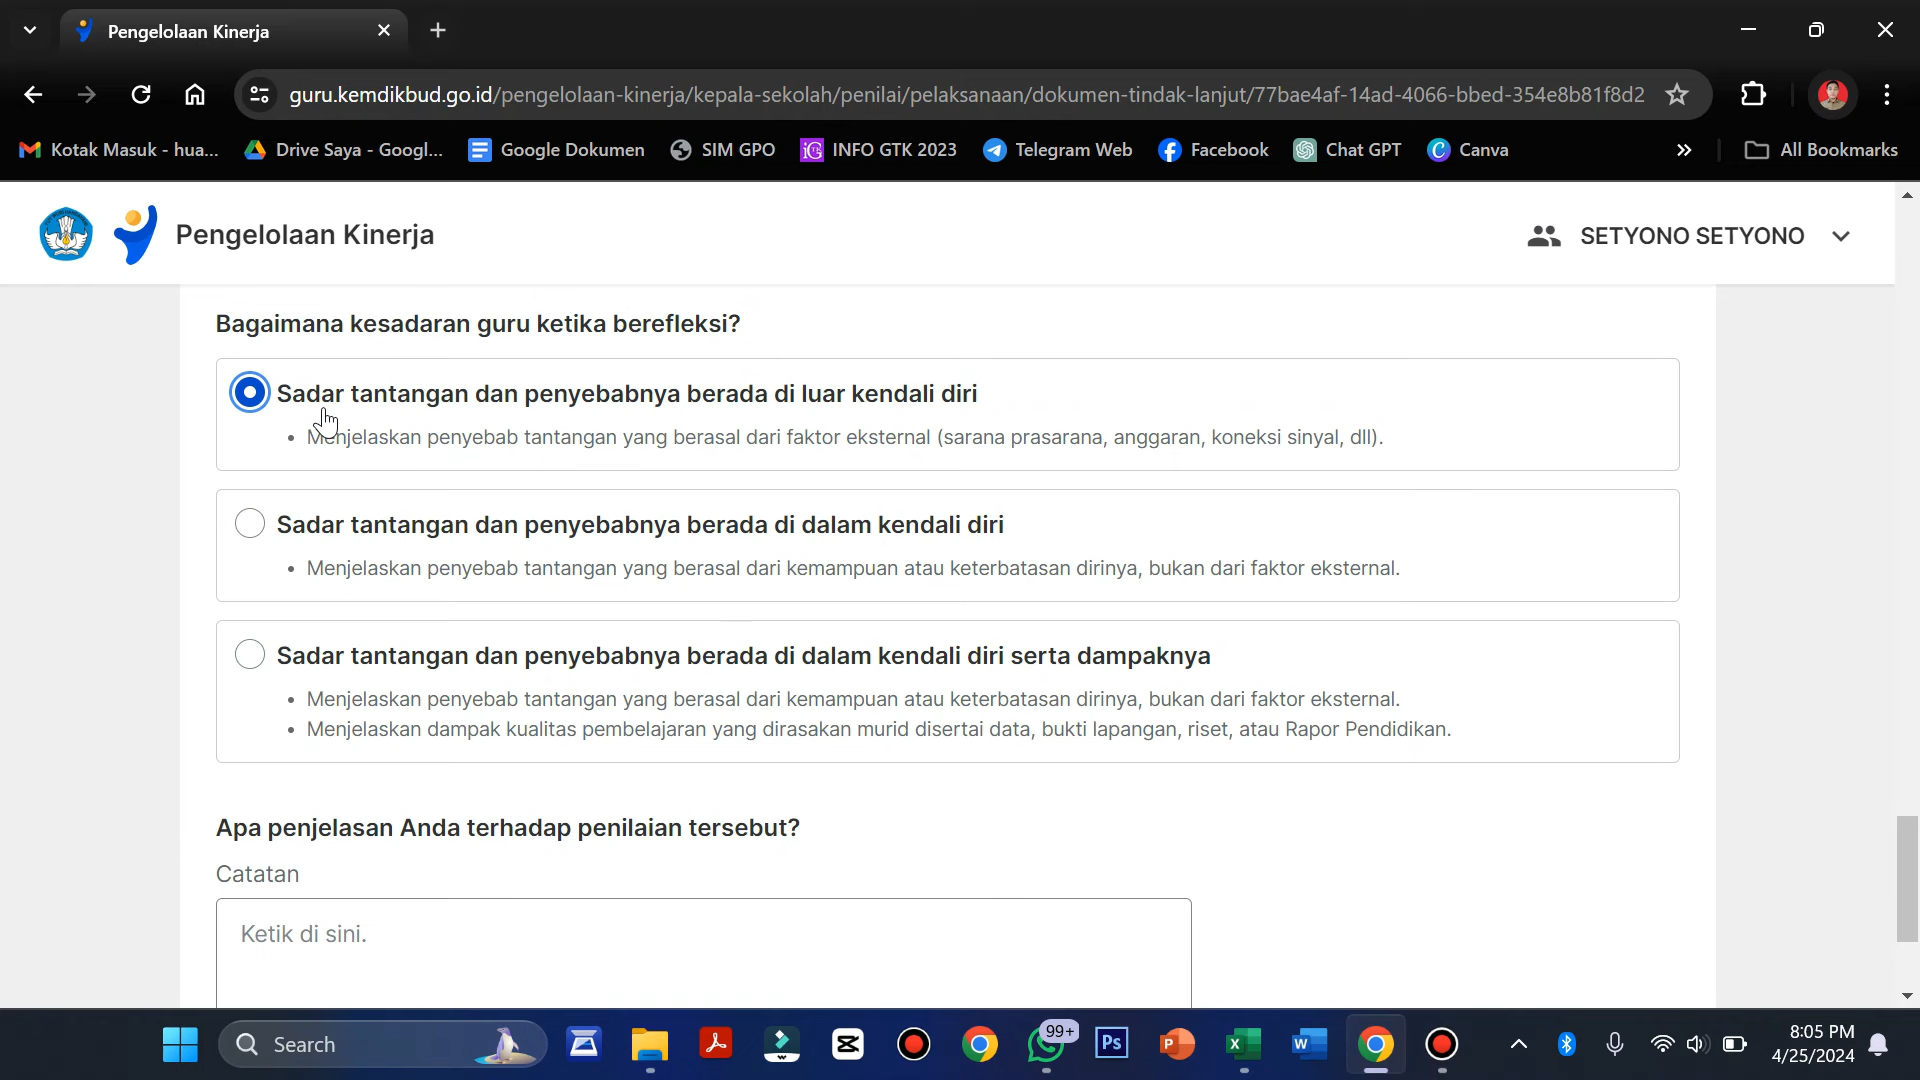 Pengelolaan Kinerja
guru.kemdikbud.go.id/pengelolaan-kinerja/kepala-sekolah/penilai/pelaksanaan/dokumen-tindak-lanjut/77bae4af-14ad-4066-bbed-354e8b81f8d2
Kotak Masuk - hua...
Drive Saya - Googl...
Google Dokumen
SIM GPO
INFO GTK 2023
Telegram Web
Facebook
Chat GPT
Canva
All Bookmarks
Pengelolaan Kinerja
SETYONO SETYONO
Bagaimana kesadaran guru ketika berefleksi?
Sadar tantangan dan penyebabnya berada di luar kendali diri
• Menjelaskan penyebab tantangan yang berasal dari faktor eksternal (sarana prasarana, anggaran, koneksi sinyal, dll).
Sadar tantangan dan penyebabnya berada di dalam kendali diri
• Menjelaskan penyebab tantangan yang berasal dari kemampuan atau keterbatasan dirinya, bukan dari faktor eksternal.
Sadar tantangan dan penyebabnya berada di dalam kendali diri serta dampaknya
• Menjelaskan penyebab tantangan yang berasal dari kemampuan atau keterbatasan dirinya, bukan dari faktor eksternal.
• Menjelaskan dampak kualitas pembelajaran yang dirasakan murid disertai data, bukti lapangan, riset, atau Rapor Pendidikan.
Apa penjelasan Anda terhadap penilaian tersebut?
Catatan
Ketik di sini.
Search
99+
Ps
P
X
W
8:05 PM
4/25/2024